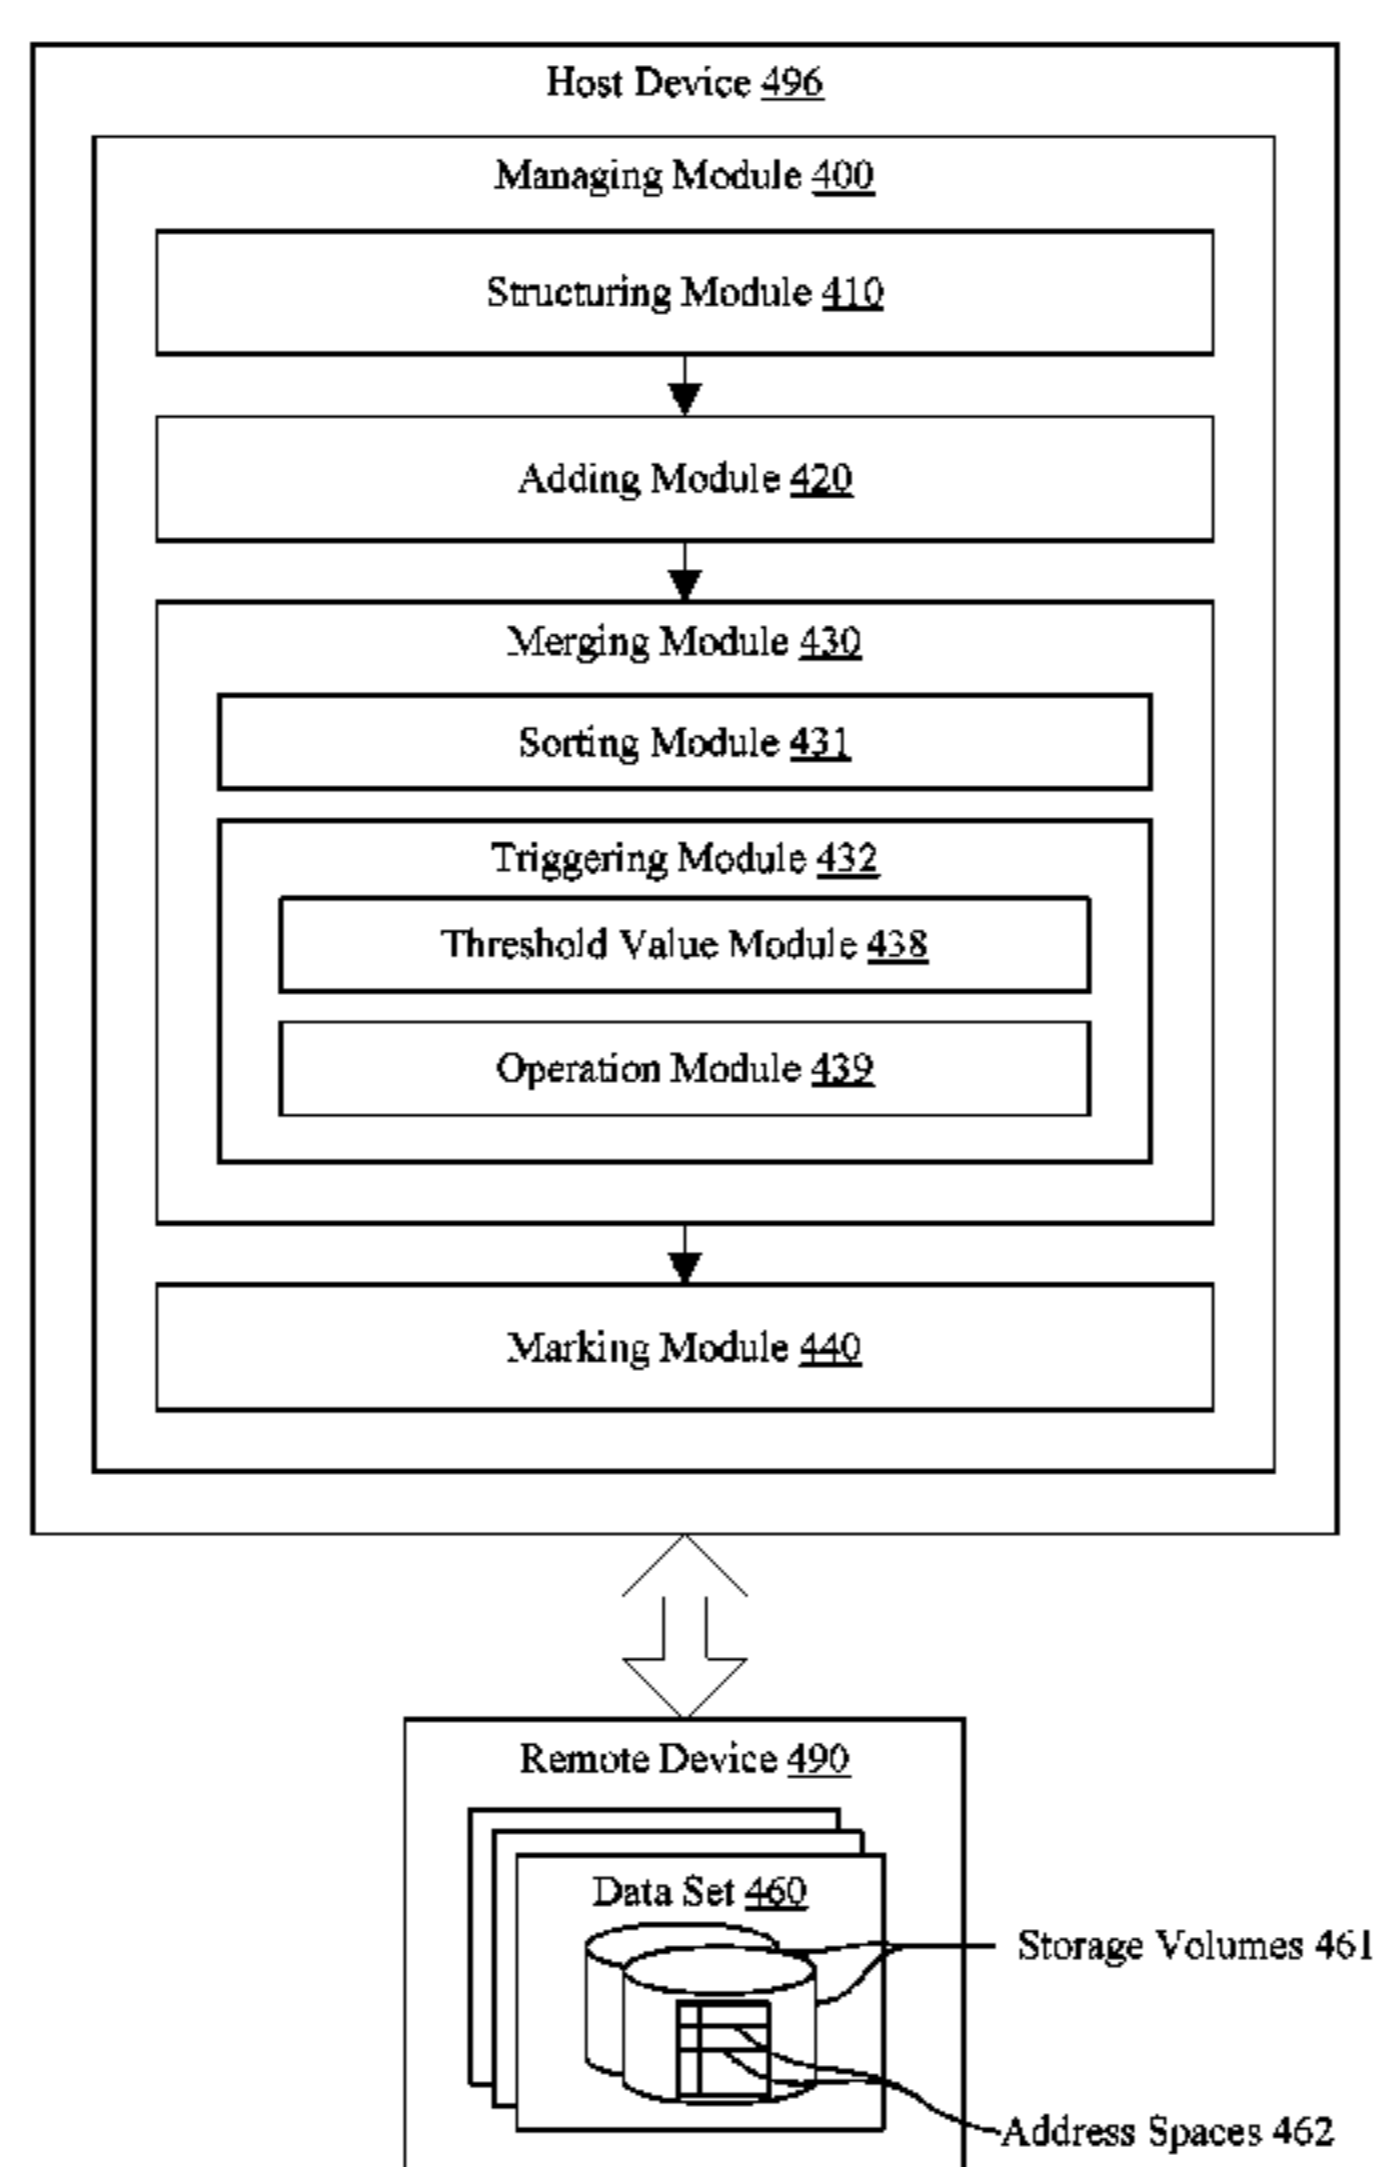 Host Device 496
Managing Module 400
Structuring Module 410
Adding Module 420
Merging Module 430
Sorting Module 431
Triggering Module 432
Threshold Value Module 438
Operation Module 439
Marking Module 440
Remote Device 490
Data Set 460
Storage Volumes 461
Address Spaces 462